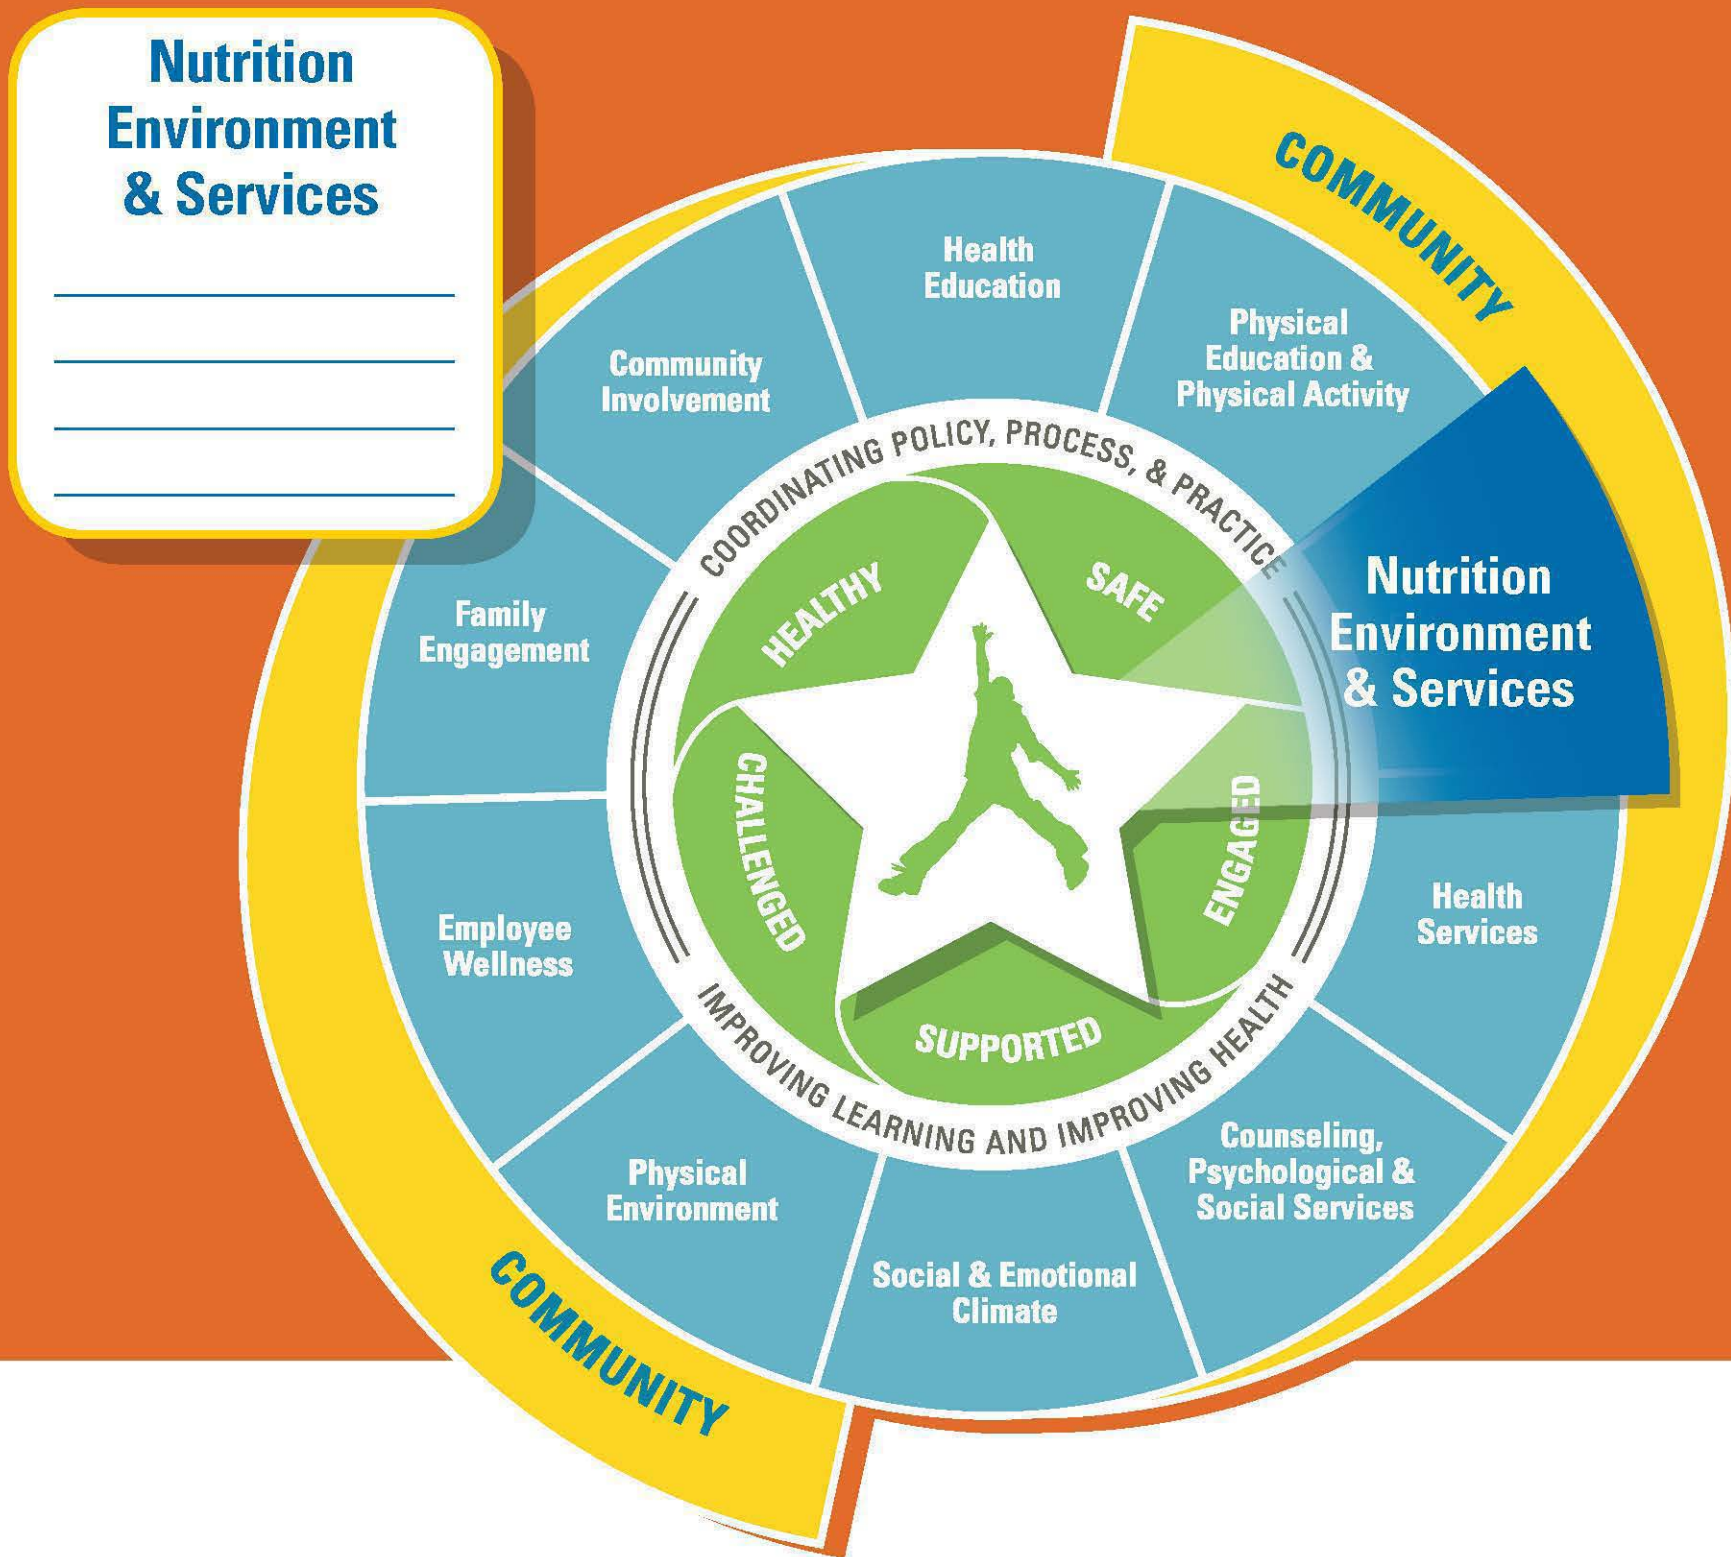 Nutrition
Environment
& Services
COMMUNITY
Health
Education
Physical
Education &
Physical Activity
Community
Involvement
COORDINATING POLICY, PROCESS, & PRACTICE
HEALTHY
SAFE
Nutrition
Environment
& Services
Family
Engagement
CHALLENGED
ENGAGED
Health
Services
Employee
Wellness
SUPPORTED
IMPROVING LEARNING AND IMPROVING HEALTH
Counseling,
Psychological &
Social Services
Physical
Environment
Social & Emotional
Climate
COMMUNITY